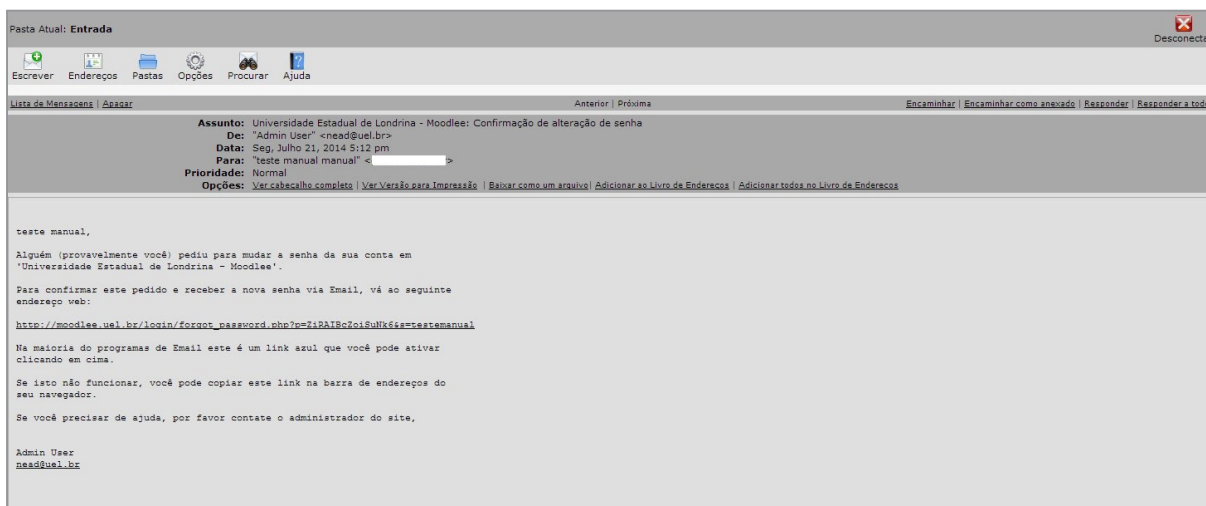 Pasta Atual: Entrada
Desconecta
Escrever Endereços Pastas Opções Procurar Ajuda
Lista de Mensagens | Apagar Anterior | Próxima Encaminhar | Encaminhar como anexado | Responder | Responder a todo
Assunto: Universidade Estadual de Londrina - Moodlee: Confirmação de alteração de senha
De: "Admin User" <nead@uel.br>
Data: Seg, Julho 21, 2014 5:12 pm
Para: "teste manual manual" < >
Prioridade: Normal
Opções: Ver cabeçalho completo | Ver Versão para Impressão | Baixar como um arquivo | Adicionar ao Livro de Endereços | Adicionar todos no Livro de Endereços
teste manual,
Alguém (provavelmente você) pediu para mudar a senha da sua conta em
'Universidade Estadual de Londrina - Moodlee'.
Para confirmar este pedido e receber a nova senha via Email, vá ao seguinte
endereço web:
http://moodlee.uel.br/login/forgot_password.php?p=ZiRAIBcZoiSuNk6&s=testemanual
Na maioria do programas de Email este é um link azul que você pode ativar
clicando em cima.
Se isto não funcionar, você pode copiar este link na barra de endereços do
seu navegador.
Se você precisar de ajuda, por favor contate o administrador do site,
Admin User
nead@uel.br